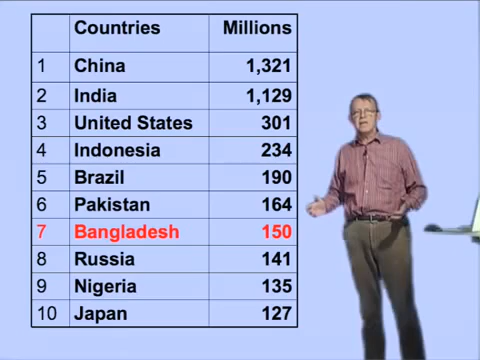 Countries Millions
1 China 1,321
2 India 1,129
3 United States 301
4 Indonesia 234
5 Brazil 190
6 Pakistan 164
7 Bangladesh 150
8 Russia 141
9 Nigeria 135
10 Japan 127